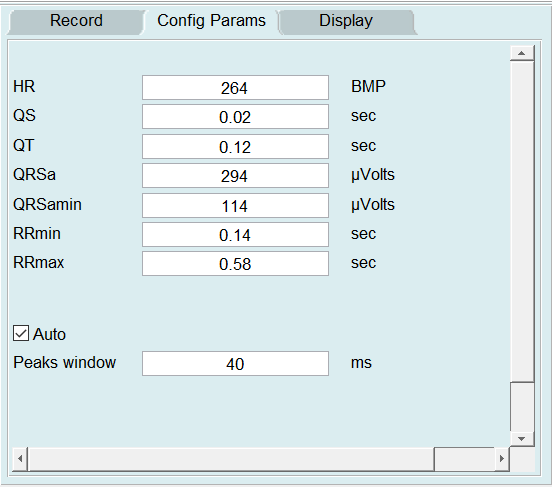 Record Config Params Display
HR 264 BMP
QS 0.02 sec
QT 0.12 sec
QRSa 294 µVolts
QRSamin 114 µVolts
RRmin 0.14 sec
RRmax 0.58 sec
Auto
Peaks window 40 ms